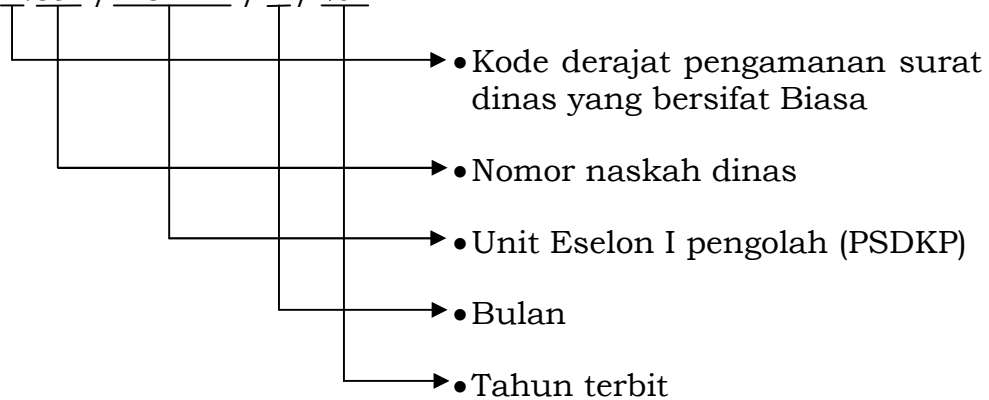 • Kode derajat pengamanan surat
dinas yang bersifat Biasa
• Nomor naskah dinas
• Unit Eselon I pengolah (PSDKP)
• Bulan
• Tahun terbit